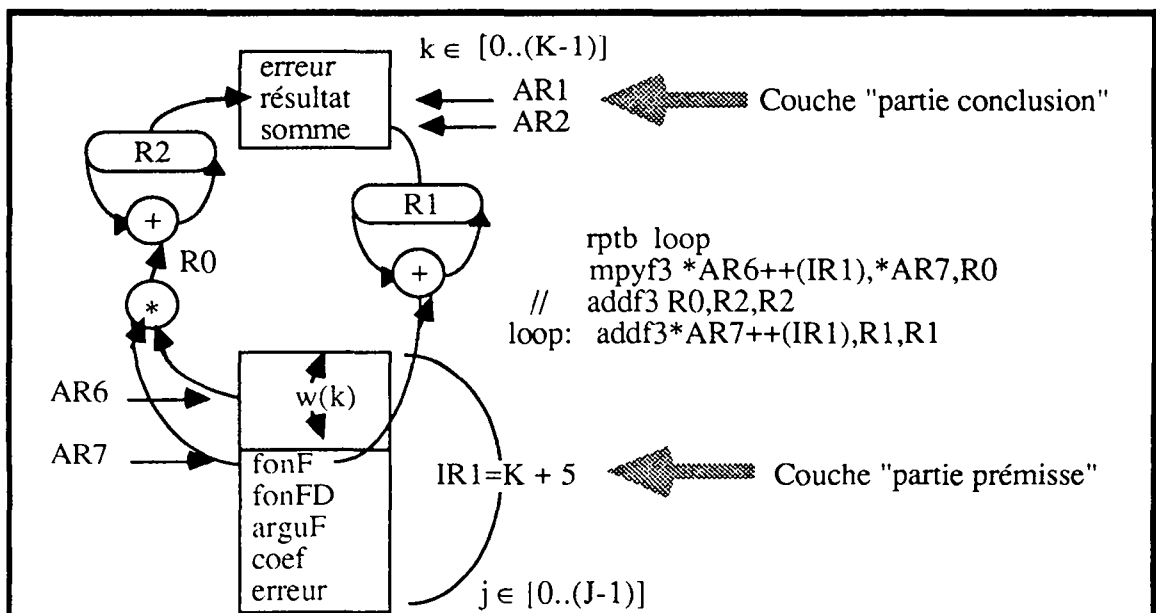 k ∈ [0..(K-1)]
erreur
résultat
somme
AR1
AR2
Couche "partie conclusion"
R2
R1
+
+
R0
*
rptb loop
mpyf3 *AR6++(IR1),*AR7,R0
// addf3 R0,R2,R2
loop: addf3*AR7++(IR1),R1,R1
AR6
w(k)
AR7
fonF
fonFD
arguF
coef
erreur
IR1=K + 5
Couche "partie prémisse"
j ∈ [0..(J-1)]